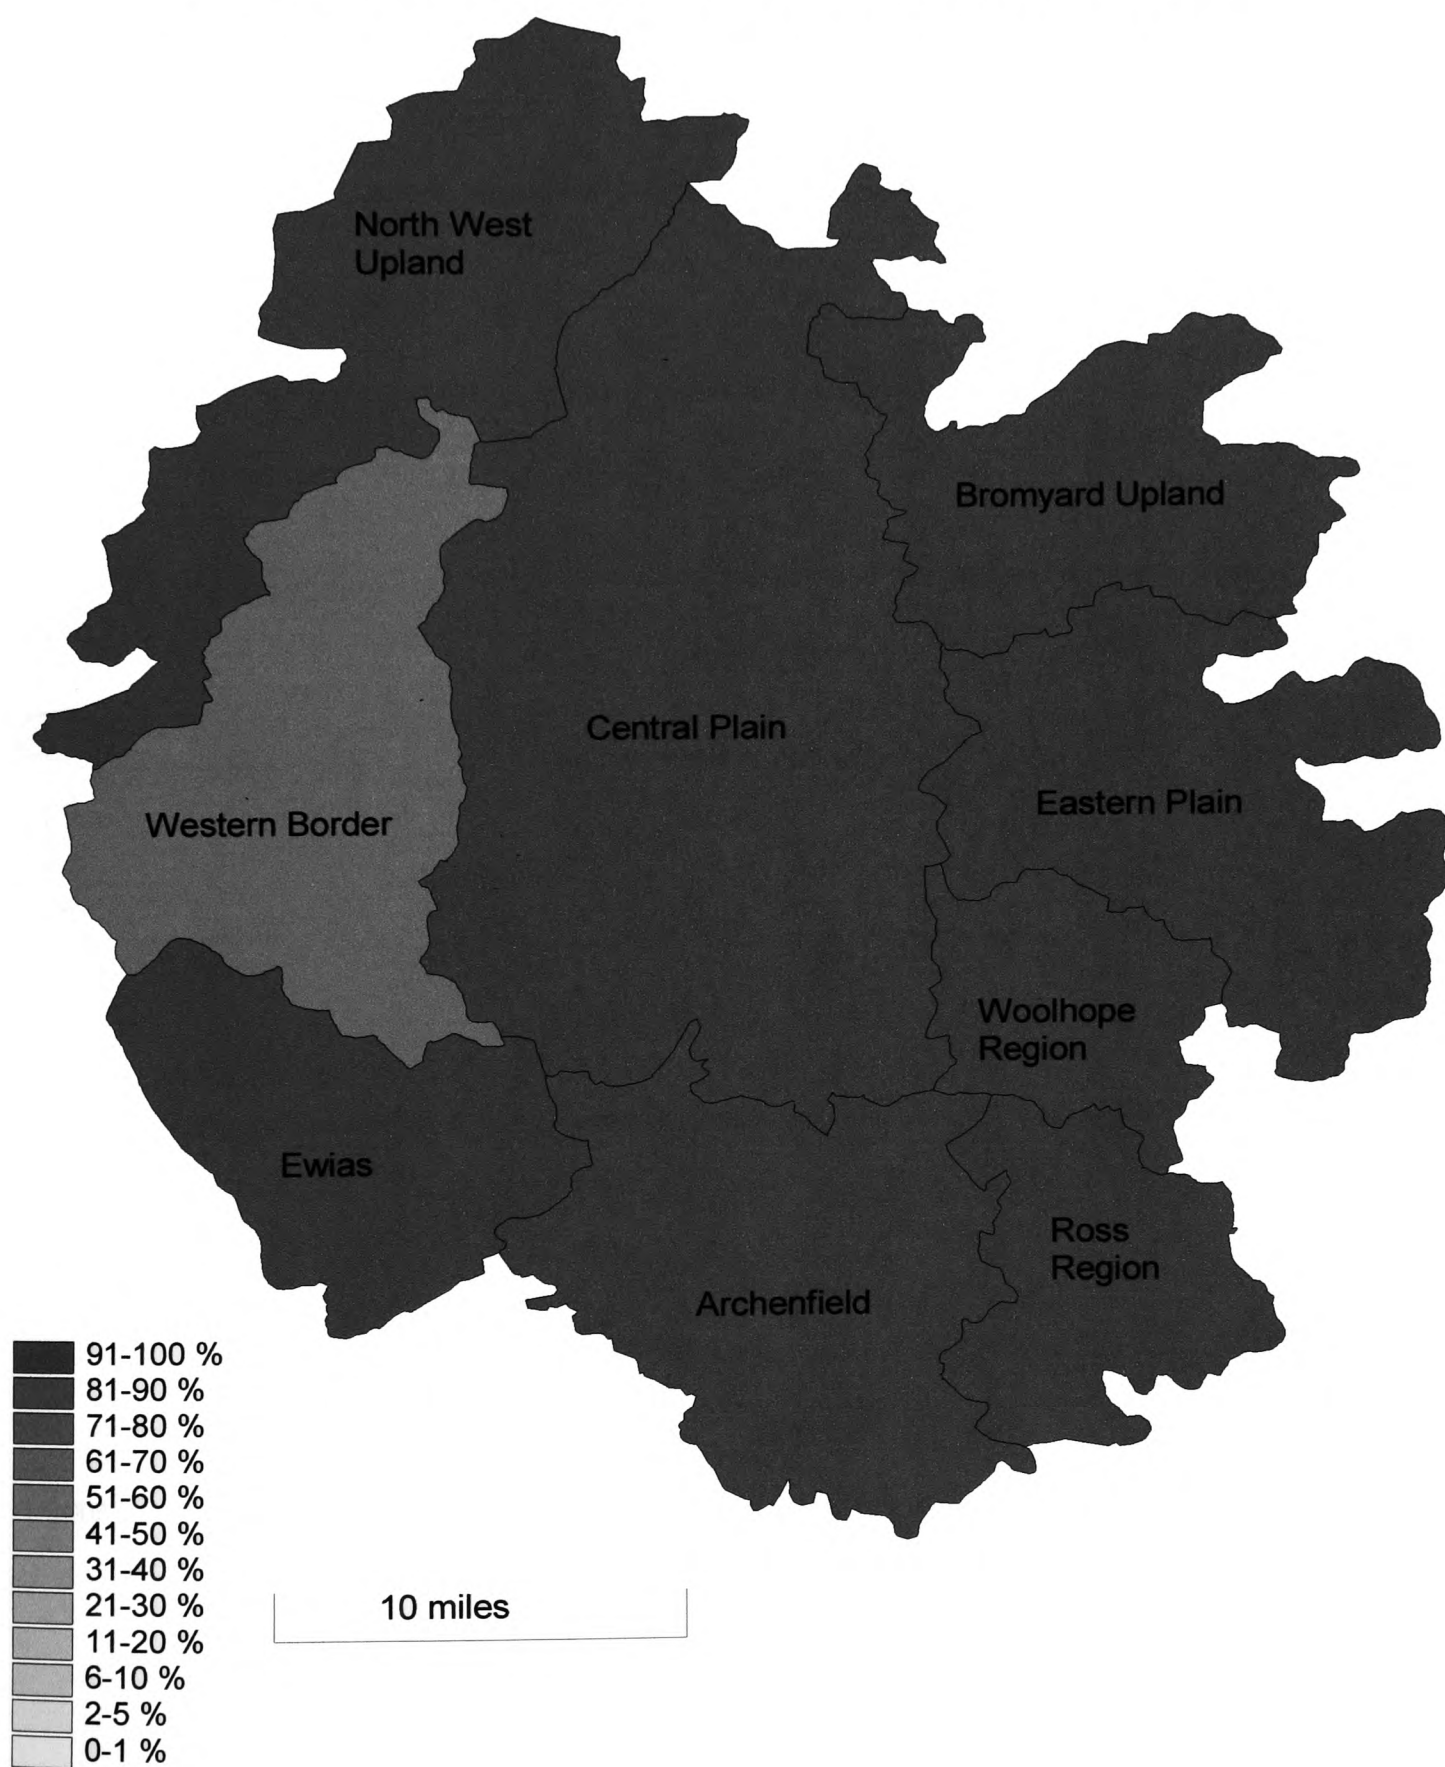 North West
Upland
Bromyard Upland
Central Plain
Eastern Plain
Western Border
Woolhope
Region
Ewias
Ross
Region
Archenfield
91-100 %
81-90 %
71-80 %
61-70 %
51-60 %
41-50 %
31-40 %
21-30 %
11-20 %
6-10 %
2-5 %
0-1 %
10 miles